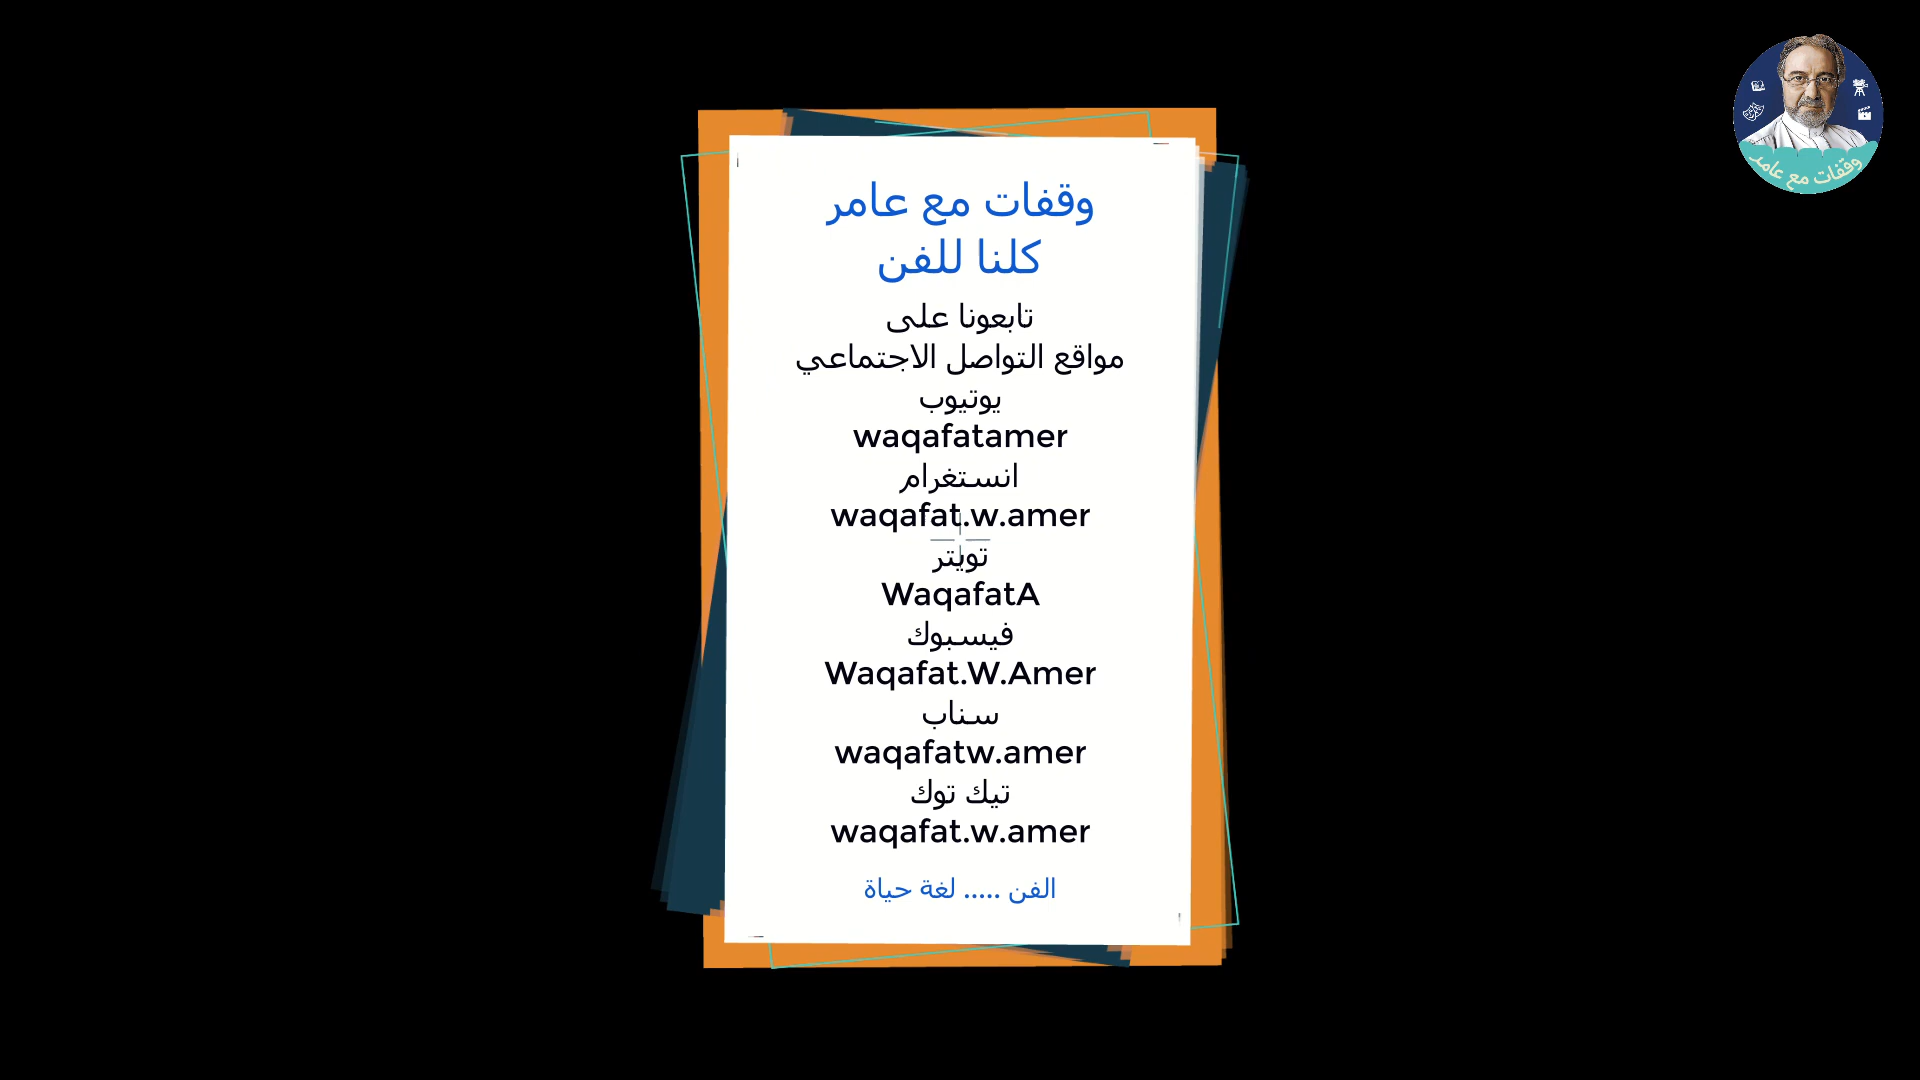 وقفات مع عامر
كلنا للفن
تابعونا على
مواقع التواصل الاجتماعي
يوتيوب
waqafatamer
انستغرام
waqafat.w.amer
تويتر
WaqafatA
فيسبوك
Waqafat.W.Amer
سناب
waqafatw.amer
تيك توك
waqafat.w.amer
الفن ..... لغة حياة
وقفات مع عامر